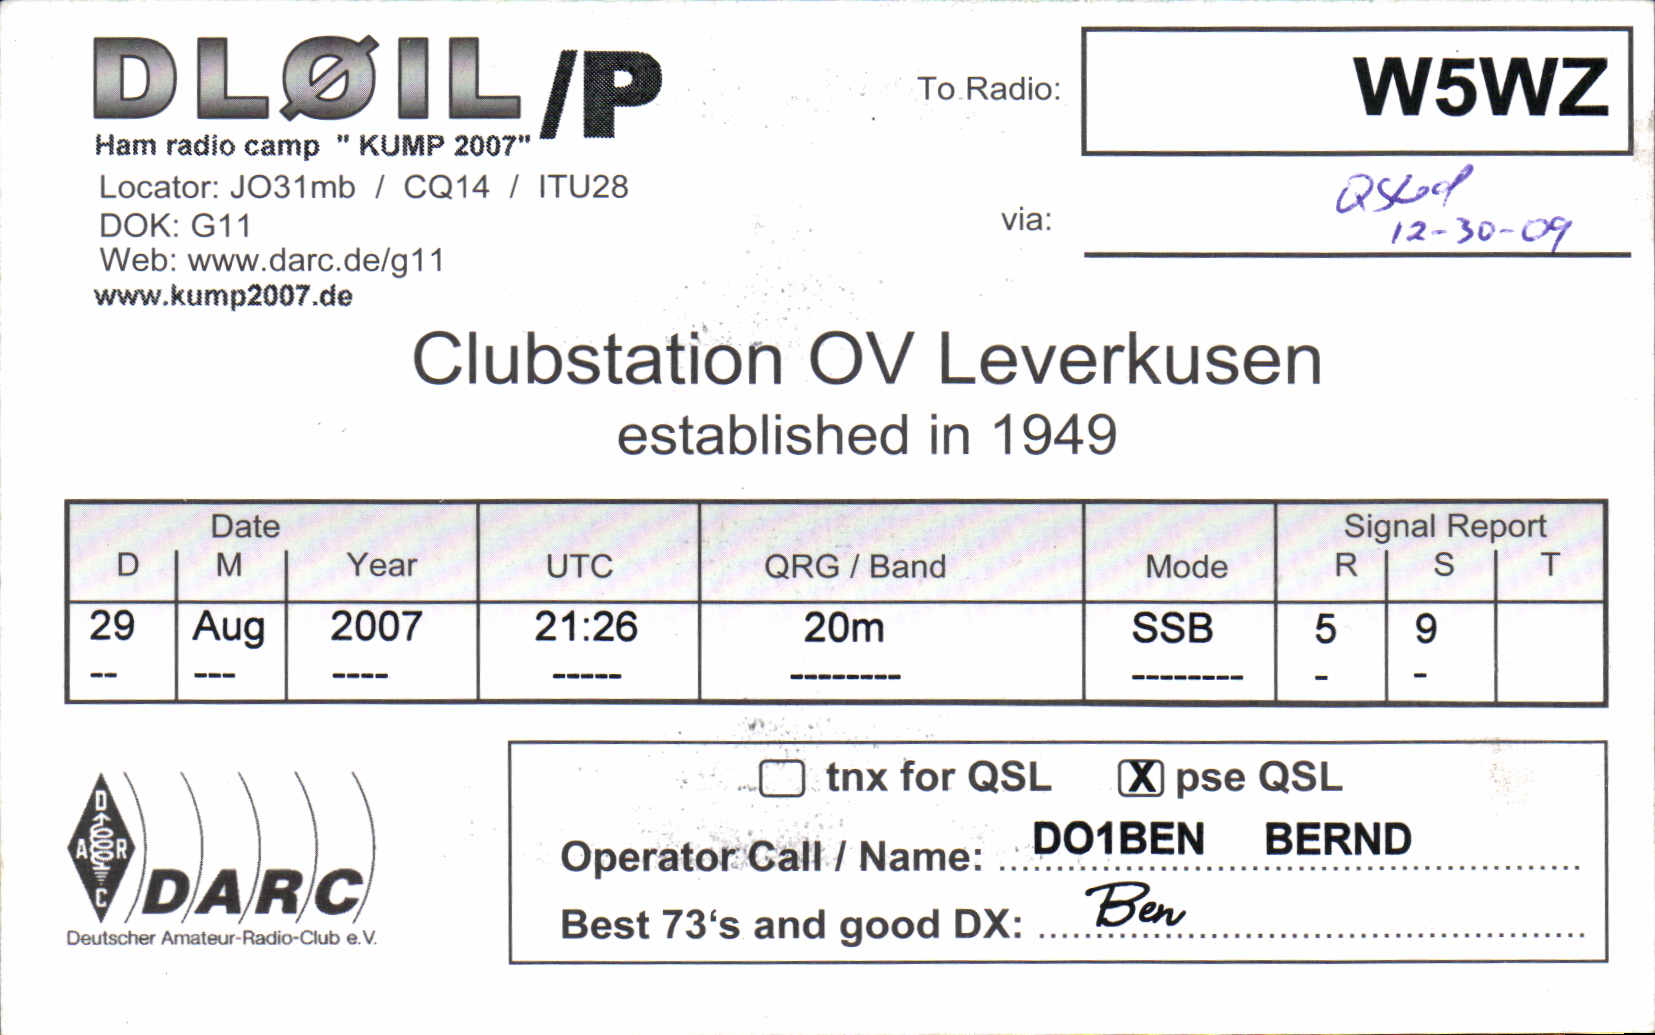 DLØIL/P
Ham radio camp " KUMP 2007"
Locator: JO31mb / CQ14 / ITU28
DOK: G11
Web: www.darc.de/g11
www.kump2007.de
To Radio: W5WZ
via: QSLed
12-30-09
Clubstation OV Leverkusen
established in 1949
Date Signal Report
D M Year UTC QRG / Band Mode R S T
29 Aug 2007 21:26 20m SSB 5 9
-- --- ---- ----- -------- -------- - -
tnx for QSL X pse QSL
Operator Call / Name: DO1BEN BERND
Best 73's and good DX: Ben
DARC
DARC
Deutscher Amateur-Radio-Club e.V.